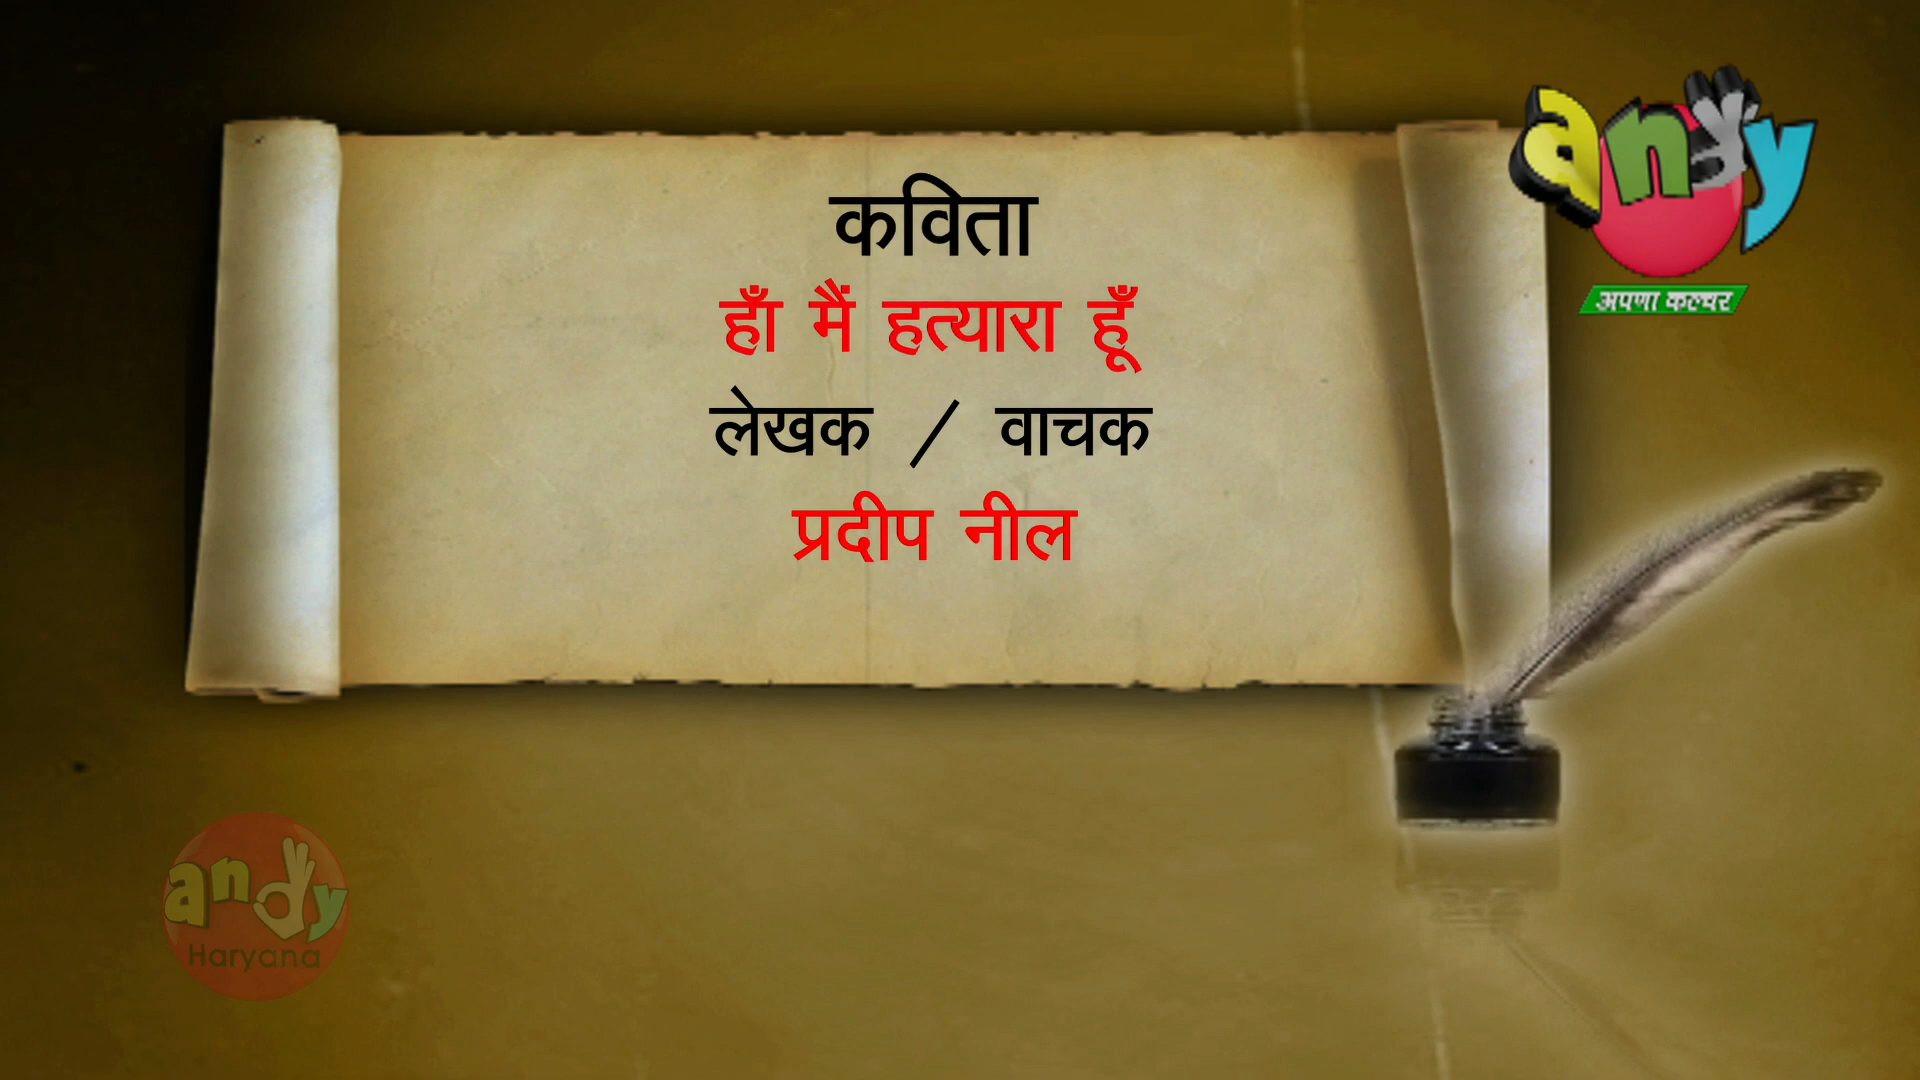 कविता
हाँ मैं हत्यारा हूँ
लेखक / वाचक
प्रदीप नील
andy
अपणा कल्चर
andy
Haryana